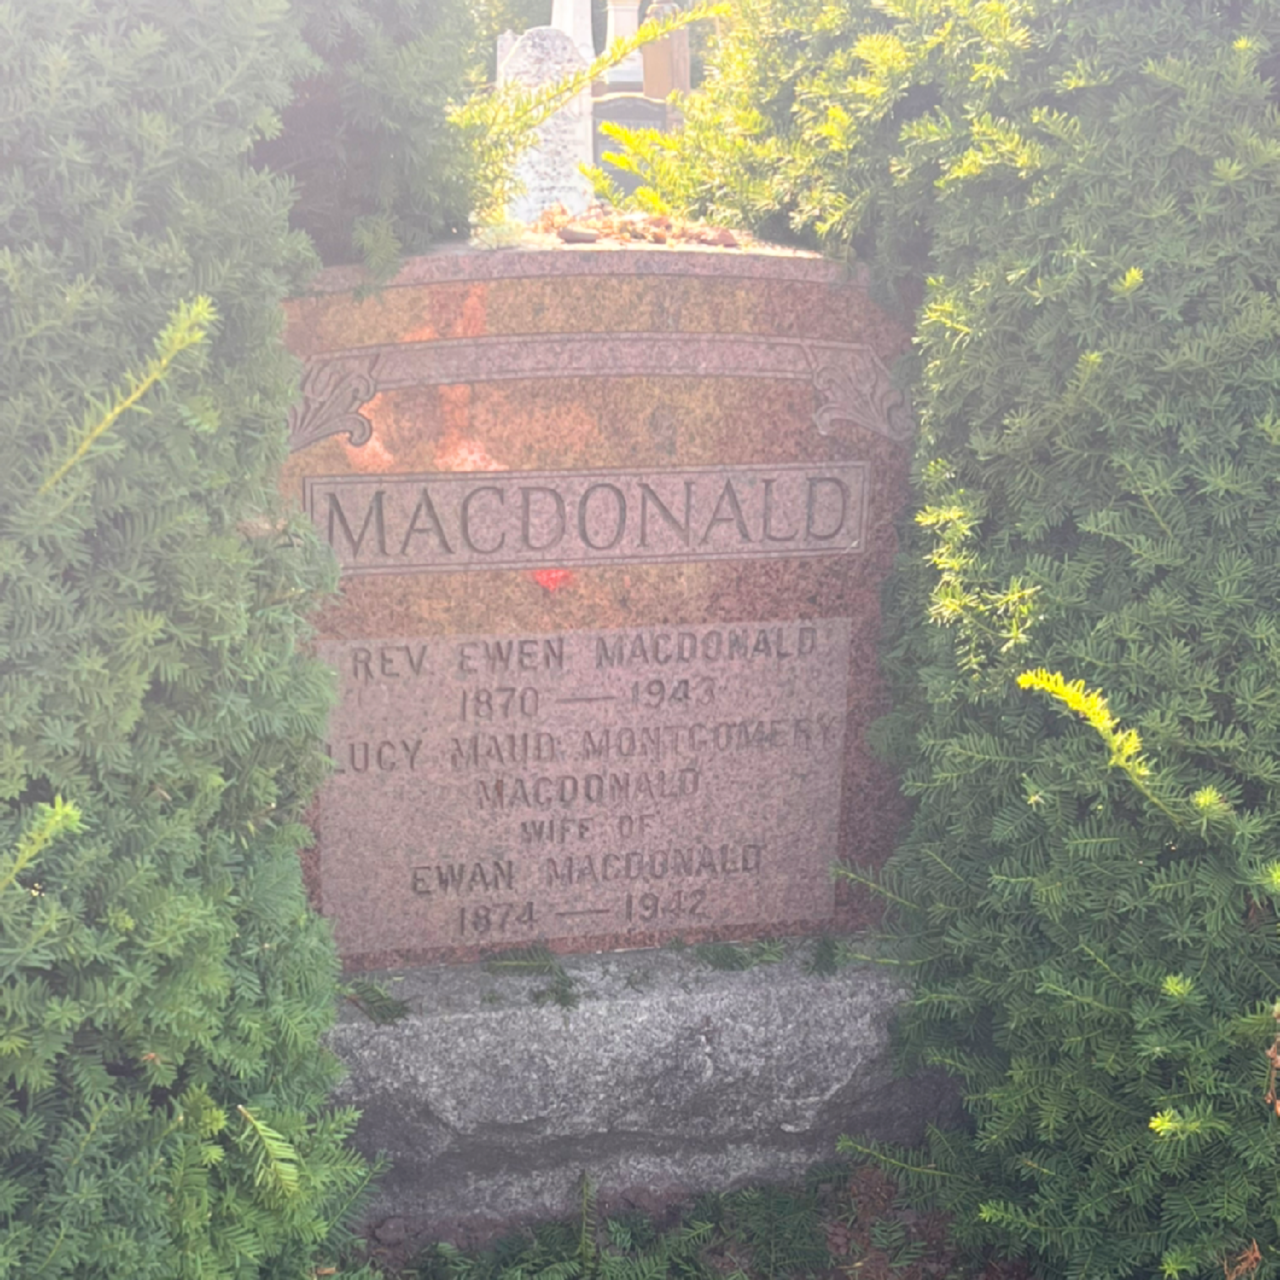 MACDONALD
REV. EWEN MACDONALD
1870 — 1943
LUCY MAUD MONTGOMERY
MACDONALD
WIFE OF
EWAN MACDONALD
1874 — 1942